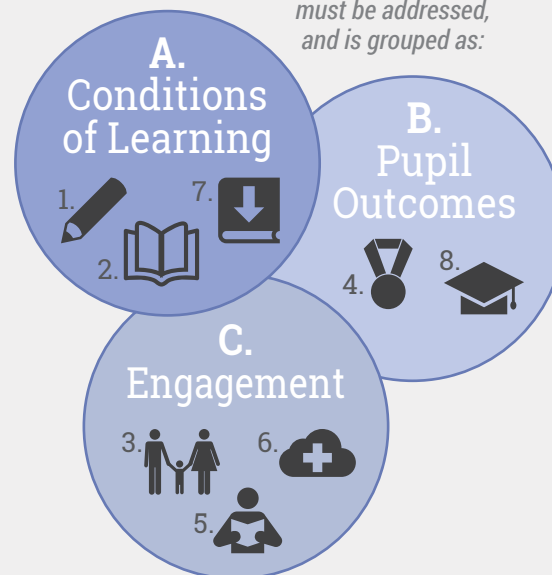 must be addressed,
and is grouped as:
A.
Conditions
of Learning
1.
7.
2.
B.
Pupil
Outcomes
4.
8.
C.
Engagement
3.
6.
5.